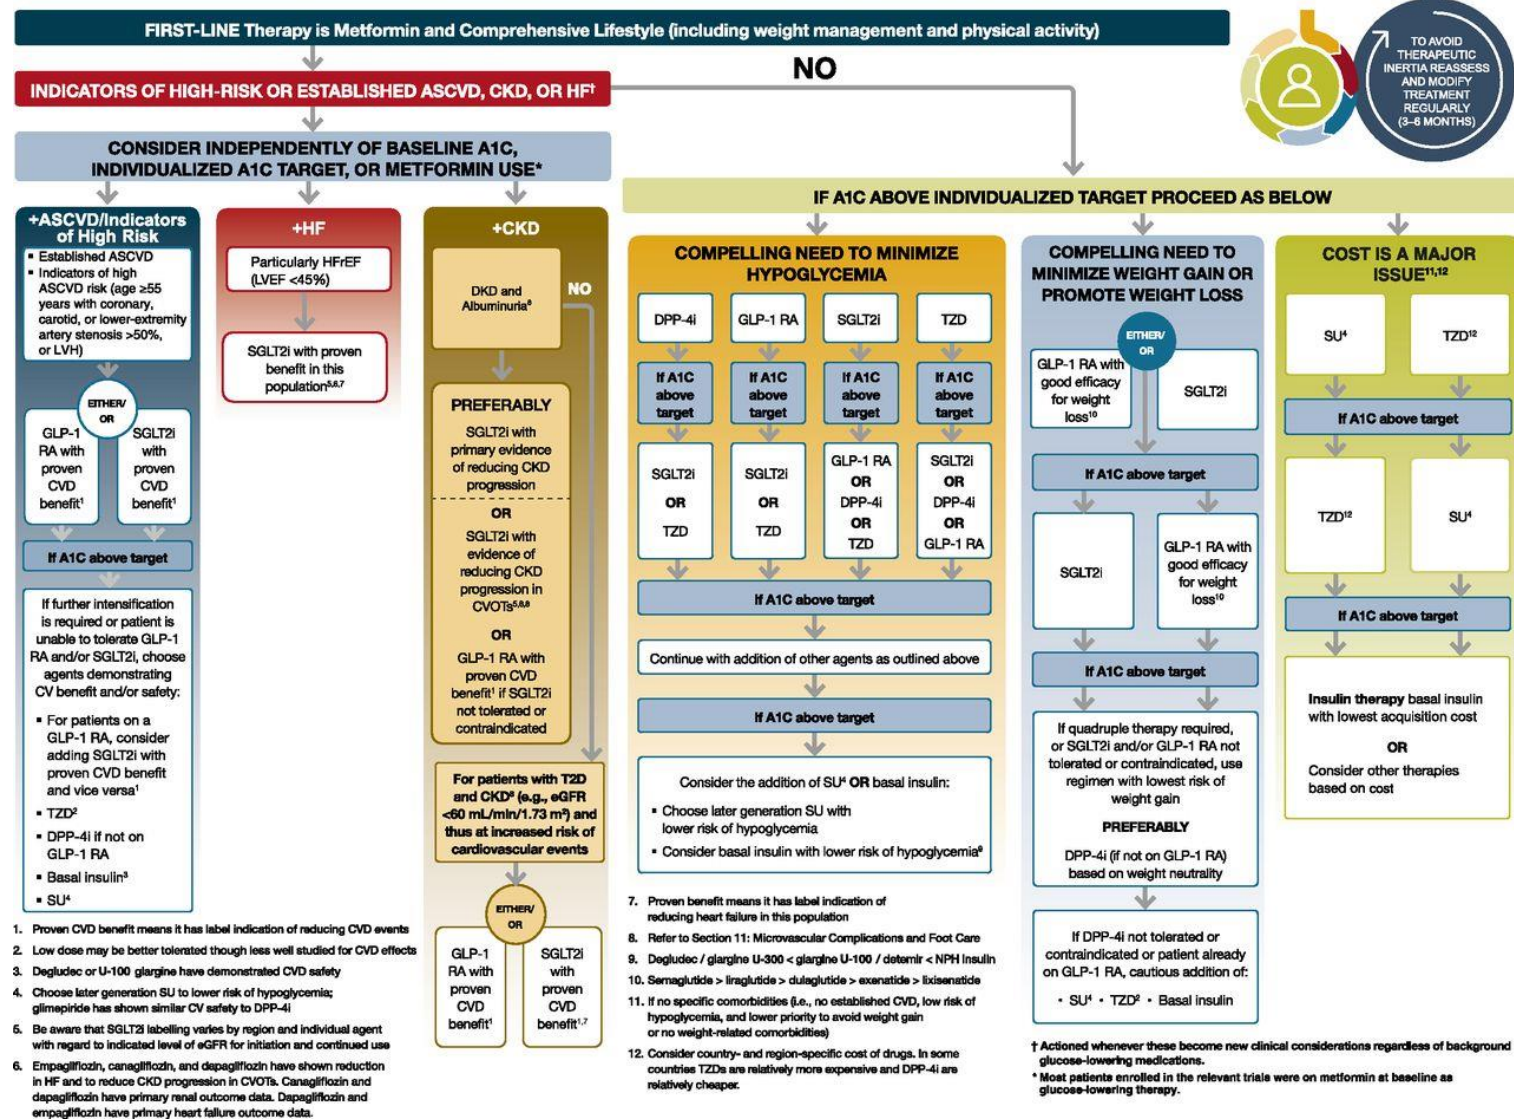 FIRST-LINE Therapy is Metformin and Comprehensive Lifestyle (including weight management and physical activity)
TO AVOID
THERAPEUTIC
INERTIA REASSESS
AND MODIFY
TREATMENT
REGULARLY
(3–6 MONTHS)
INDICATORS OF HIGH-RISK OR ESTABLISHED ASCVD, CKD, OR HF†
NO
CONSIDER INDEPENDENTLY OF BASELINE A1C,
INDIVIDUALIZED A1C TARGET, OR METFORMIN USE*
+ASCVD/Indicators
of High Risk
▪ Established ASCVD
▪ Indicators of high
ASCVD risk (age ≥55
years with coronary,
carotid, or lower-extremity
artery stenosis >50%,
or LVH)
EITHER/
OR
GLP-1
RA with
proven
CVD
benefit¹
SGLT2i
with
proven
CVD
benefit¹
If A1C above target
If further intensification
is required or patient is
unable to tolerate GLP-1
RA and/or SGLT2i, choose
agents demonstrating
CV benefit and/or safety:
▪ For patients on a
GLP-1 RA, consider
adding SGLT2i with
proven CVD benefit
and vice versa¹
▪ TZD²
▪ DPP-4i if not on
GLP-1 RA
▪ Basal insulin³
▪ SU⁴
+HF
Particularly HFrEF
(LVEF <45%)
SGLT2i with proven
benefit in this
population⁵,⁶,⁷
+CKD
DKD and
Albuminuria⁸
NO
PREFERABLY
SGLT2i with
primary evidence
of reducing CKD
progression
OR
SGLT2i with
evidence of
reducing CKD
progression in
CVOTs⁵,⁶,⁸
OR
GLP-1 RA with
proven CVD
benefit¹ if SGLT2i
not tolerated or
contraindicated
For patients with T2D
and CKD⁸ (e.g., eGFR
<60 mL/min/1.73 m²) and
thus at increased risk of
cardiovascular events
EITHER/
OR
GLP-1
RA with
proven
CVD
benefit¹
SGLT2i
with
proven
CVD
benefit¹,⁷
IF A1C ABOVE INDIVIDUALIZED TARGET PROCEED AS BELOW
COMPELLING NEED TO MINIMIZE
HYPOGLYCEMIA
DPP-4i
GLP-1 RA
SGLT2i
TZD
If A1C
above
target
If A1C
above
target
If A1C
above
target
If A1C
above
target
SGLT2i
OR
TZD
SGLT2i
OR
TZD
GLP-1 RA
OR
DPP-4i
OR
TZD
SGLT2i
OR
DPP-4i
OR
GLP-1 RA
If A1C above target
Continue with addition of other agents as outlined above
If A1C above target
Consider the addition of SU⁴ OR basal insulin:
▪ Choose later generation SU with
lower risk of hypoglycemia
▪ Consider basal insulin with lower risk of hypoglycemia⁹
COMPELLING NEED TO
MINIMIZE WEIGHT GAIN OR
PROMOTE WEIGHT LOSS
EITHER/
OR
GLP-1 RA with
good efficacy
for weight
loss¹⁰
SGLT2i
If A1C above target
SGLT2i
GLP-1 RA with
good efficacy
for weight
loss¹⁰
If A1C above target
If quadruple therapy required,
or SGLT2i and/or GLP-1 RA not
tolerated or contraindicated, use
regimen with lowest risk of
weight gain
PREFERABLY
DPP-4i (if not on GLP-1 RA)
based on weight neutrality
If DPP-4i not tolerated or
contraindicated or patient already
on GLP-1 RA, cautious addition of:
• SU⁴ • TZD² • Basal insulin
COST IS A MAJOR
ISSUE¹¹,¹²
SU⁴
TZD¹²
If A1C above target
TZD¹²
SU⁴
If A1C above target
Insulin therapy basal insulin
with lowest acquisition cost
OR
Consider other therapies
based on cost
1. Proven CVD benefit means it has label indication of reducing CVD events
2. Low dose may be better tolerated though less well studied for CVD effects
3. Degludec or U-100 glargine have demonstrated CVD safety
4. Choose later generation SU to lower risk of hypoglycemia;
glimepiride has shown similar CV safety to DPP-4i
5. Be aware that SGLT2i labelling varies by region and individual agent
with regard to indicated level of eGFR for initiation and continued use
6. Empagliflozin, canagliflozin, and dapagliflozin have shown reduction
in HF and to reduce CKD progression in CVOTs. Canagliflozin and
dapagliflozin have primary renal outcome data. Dapagliflozin and
empagliflozin have primary heart failure outcome data.
7. Proven benefit means it has label indication of
reducing heart failure in this population
8. Refer to Section 11: Microvascular Complications and Foot Care
9. Degludec / glargine U-300 < glargine U-100 / detemir < NPH insulin
10. Semaglutide > liraglutide > dulaglutide > exenatide > lixisenatide
11. If no specific comorbidities (i.e., no established CVD, low risk of
hypoglycemia, and lower priority to avoid weight gain
or no weight-related comorbidities)
12. Consider country- and region-specific cost of drugs. In some
countries TZDs are relatively more expensive and DPP-4i are
relatively cheaper.
† Actioned whenever these become new clinical considerations regardless of background
glucose-lowering medications.
* Most patients enrolled in the relevant trials were on metformin at baseline as
glucose-lowering therapy.